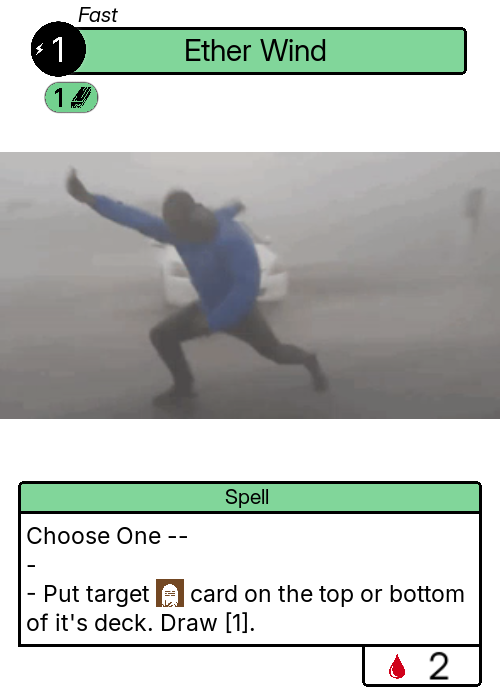 Fast
1 Ether Wind
1
Spell
Choose One --
-
- Put target card on the top or bottom
of it's deck. Draw [1].
2